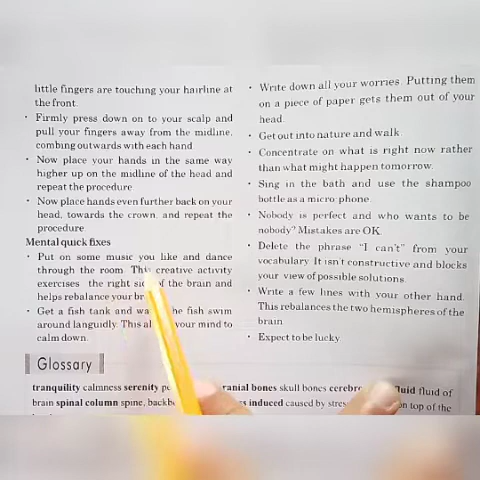 little fingers are touching your hairline at
the front.
• Firmly press down on to your scalp and
pull your fingers away from the midline,
combing outwards with each hand
• Now place your hands in the same way
higher up on the midline of the head and
repeat the procedure
• Now place hands even further back on your
head, towards the crown, and repeat the
procedure
Mental quick fixes
• Put on some music you like and dance
through the room. This creative activity
exercises the right side of the brain and
helps rebalance your
• Get a fish tank and the fish swim
around languidly. This your mind to
calm down.
• Write down all your worries. Putting them
on a piece of paper gets them out of your
head.
• Get out into nature and walk.
• Concentrate on what is right now rather
than what might happen tomorrow.
• Sing in the bath and use the shampoo
bottle as a micro phone.
• Nobody is perfect and who wants to be
nobody? Mistakes are OK.
• Delete the phrase "I can't" from your
vocabulary. It isn't constructive and blocks
your view of possible solutions.
• Write a few lines with your other hand.
This rebalances the two hemispheres of the
brain
• Expect to be lucky
Glossary
tranquility calmness serenity ranial bones skull bones fluid fluid of
brain spinal column spine, induced caused by on top of the